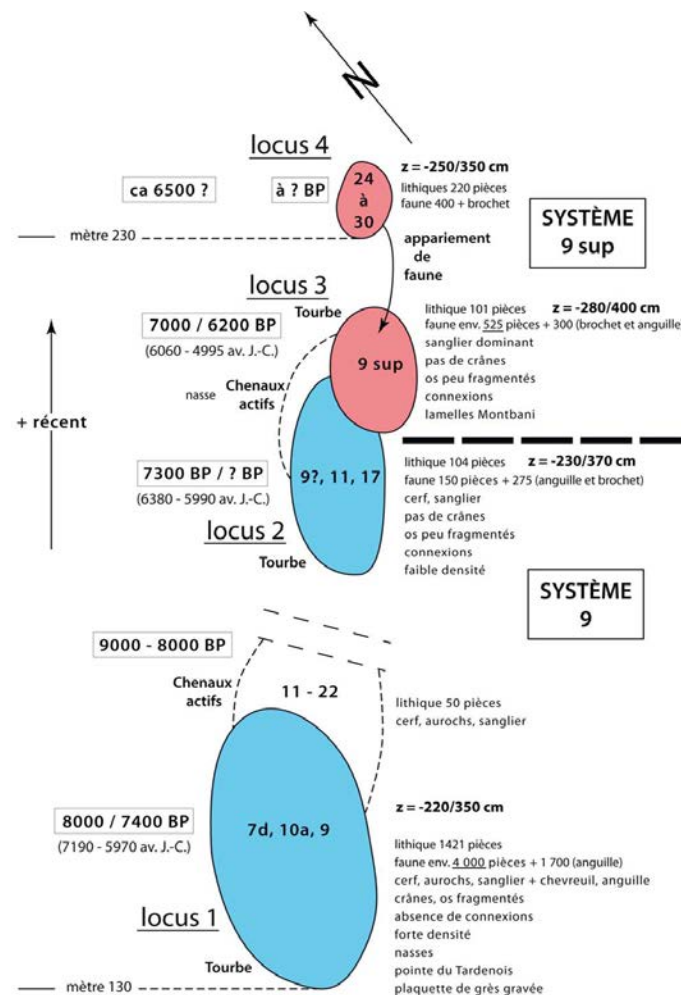 N
locus 4
ca 6500 ?
à ? BP
24
à
30
z = -250/350 cm
lithiques 220 pièces
faune 400 + brochet
SYSTÈME
9 sup
mètre 230
appariement
de
faune
locus 3
Tourbe
7000 / 6200 BP
(6060 - 4995 av. J.-C.)
9 sup
lithique 101 pièces z = -280/400 cm
faune env. 525 pièces + 300 (brochet et anguille)
sanglier dominant
pas de crânes
os peu fragmentés
connexions
lamelles Montbani
nasse
Chenaux
actifs
+ récent
7300 BP / ? BP
(6380 - 5990 av. J.-C.)
9?, 11, 17
locus 2
Tourbe
lithique 104 pièces z = -230/370 cm
faune 150 pièces + 275 (anguille et brochet)
cerf, sanglier
pas de crânes
os peu fragmentés
connexions
faible densité
SYSTÈME
9
9000 - 8000 BP
Chenaux
actifs
11 - 22
lithique 50 pièces
cerf, aurochs, sanglier
8000 / 7400 BP
(7190 - 5970 av. J.-C.)
7d, 10a, 9
locus 1
Tourbe
mètre 130
z = -220/350 cm
lithique 1421 pièces
faune env. 4 000 pièces + 1 700 (anguille)
cerf, aurochs, sanglier + chevreuil, anguille
crânes, os fragmentés
absence de connexions
forte densité
nasses
pointe du Tardenois
plaquette de grès gravée